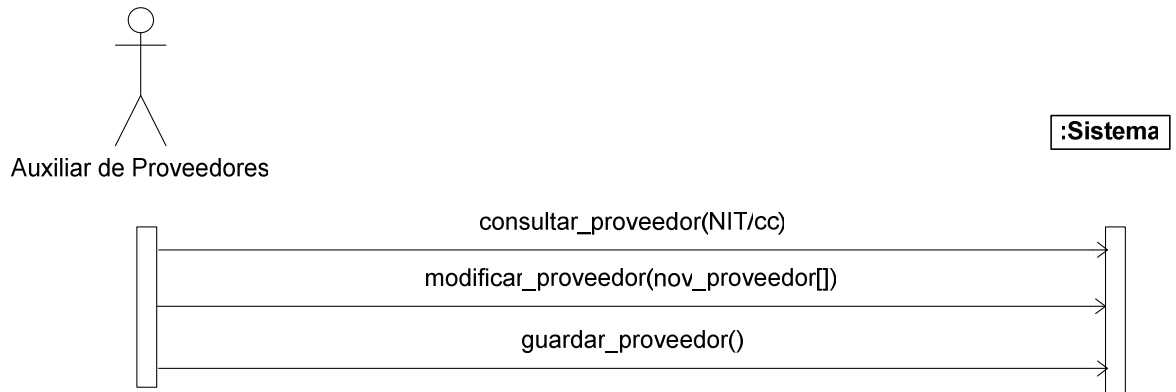 :Sistema
Auxiliar de Proveedores
consultar_proveedor(NIT/cc)
modificar_proveedor(nov_proveedor[])
guardar_proveedor()